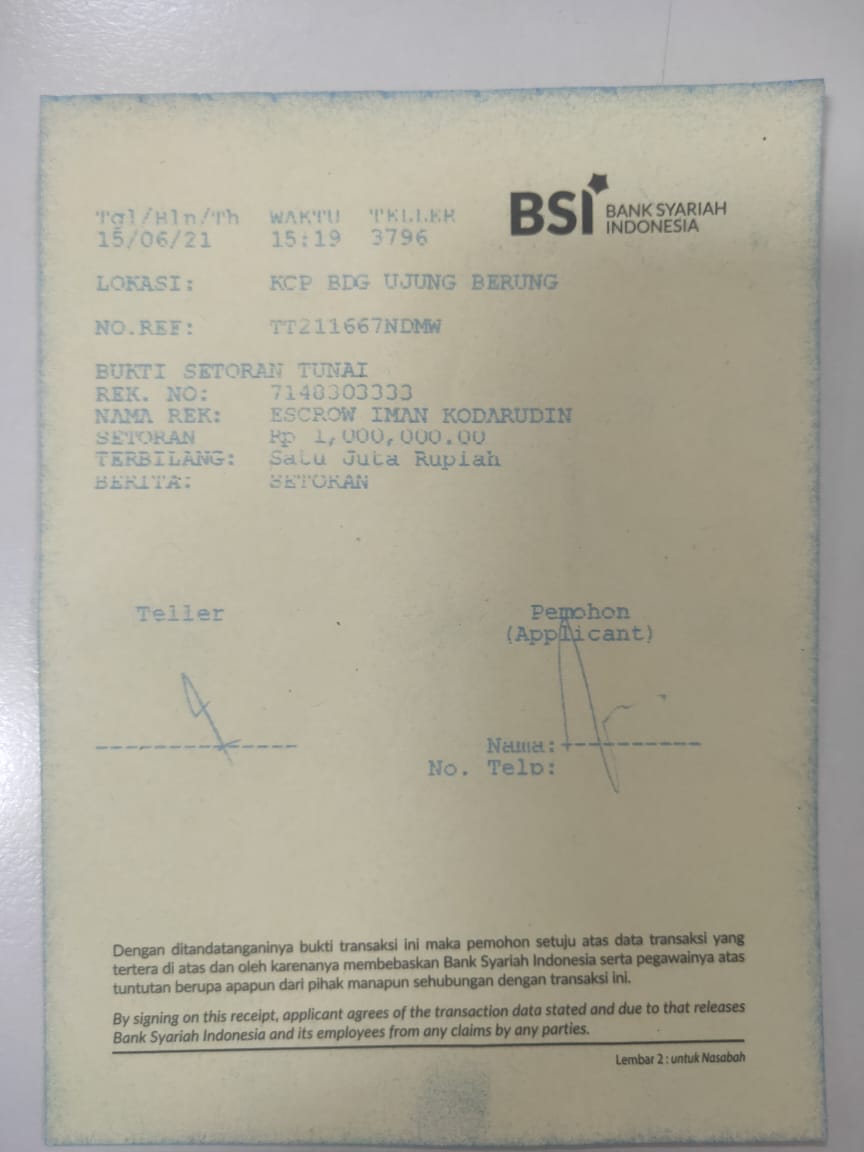 BSI BANK SYARIAH
INDONESIA
Tgl/Bln/Th WAKTU TELLER
15/06/21 15:19 3796
LOKASI: KCP BDG UJUNG BERUNG
NO.REF: TT211667NDMW
BUKTI SETORAN TUNAI
REK. NO: 7148303333
NAMA REK: ESCROW IMAN KODARUDIN
SETORAN Rp 1,000,000.00
TERBILANG: Satu Juta Rupiah
BERITA: SETORAN
Teller Pemohon
(Applicant)
Nama:
No. Telp:
Dengan ditandatanganinya bukti transaksi ini maka pemohon setuju atas data transaksi yang
tertera di atas dan oleh karenanya membebaskan Bank Syariah Indonesia serta pegawainya atas
tuntutan berupa apapun dari pihak manapun sehubungan dengan transaksi ini.
By signing on this receipt, applicant agrees of the transaction data stated and due to that releases
Bank Syariah Indonesia and its employees from any claims by any parties.
Lembar 2 : untuk Nasabah